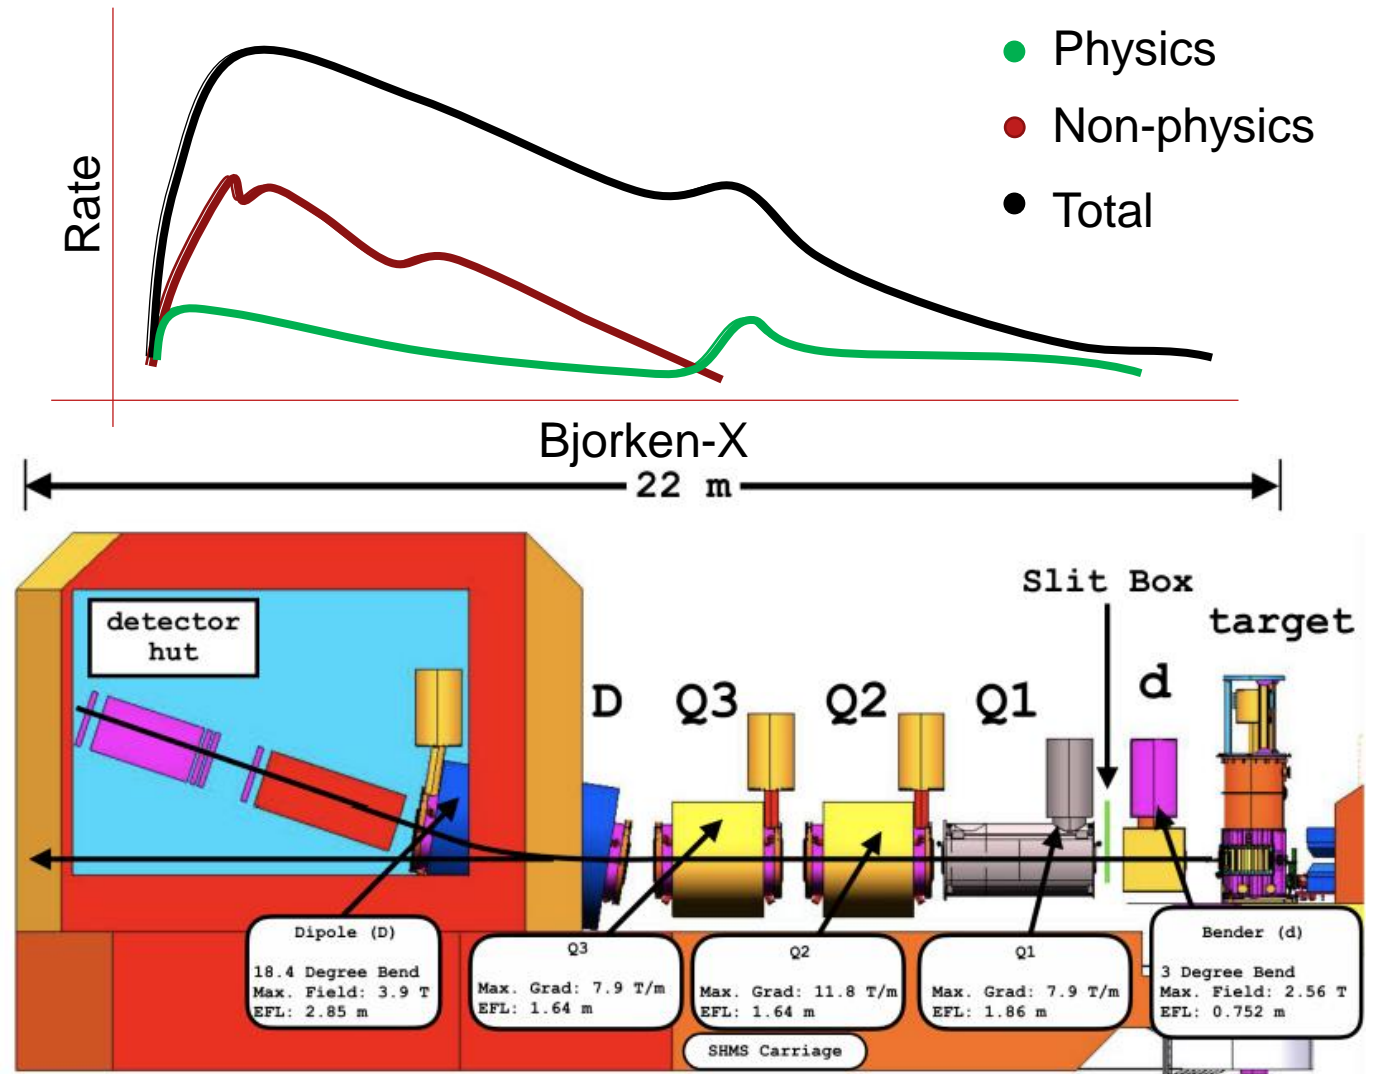 Physics
Non-physics
Total
Rate
Bjorken-X
22 m
Slit Box
target
detector
hut
D
Q3
Q2
Q1
d
Dipole (D)
18.4 Degree Bend
Max. Field: 3.9 T
EFL: 2.85 m
Q3
Max. Grad: 7.9 T/m
EFL: 1.64 m
Q2
Max. Grad: 11.8 T/m
EFL: 1.64 m
Q1
Max. Grad: 7.9 T/m
EFL: 1.86 m
Bender (d)
3 Degree Bend
Max. Field: 2.56 T
EFL: 0.752 m
SHMS Carriage